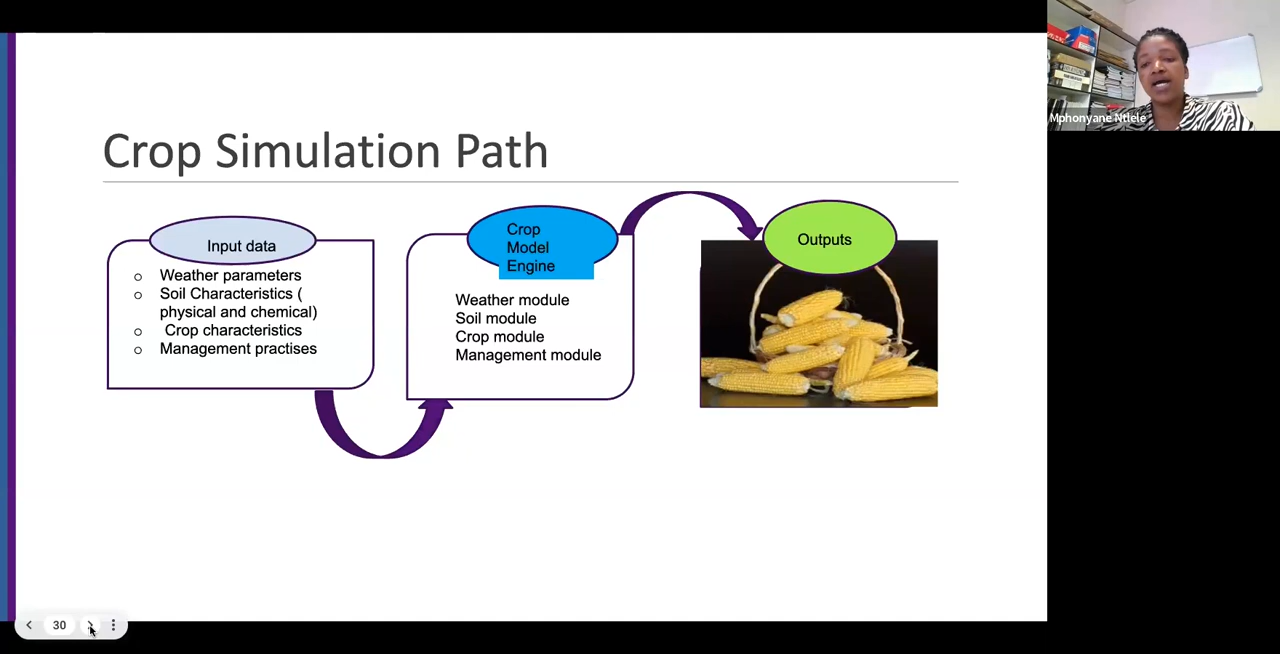 Crop Simulation Path
Input data
o Weather parameters
o Soil Characteristics (
physical and chemical)
o Crop characteristics
o Management practises
Crop
Model
Engine
Weather module
Soil module
Crop module
Management module
Outputs
Mphonyane Ntlele
30